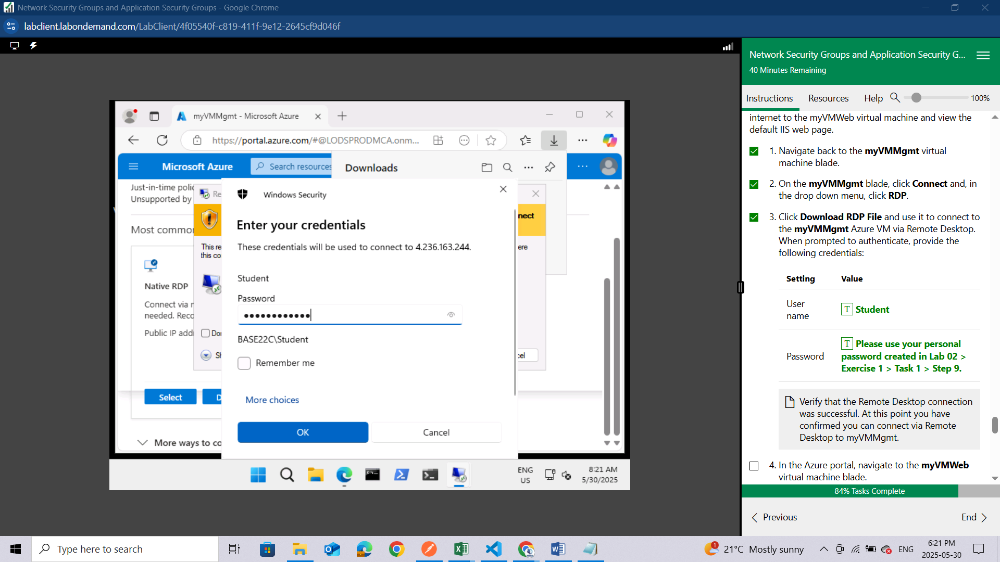 Network Security Groups and Application Security Groups - Google Chrome
labclient.labondemand.com/LabClient/4f05540f-c819-411f-9e12-2645cf9d046f
Network Security Groups and Application Security G...
40 Minutes Remaining
Instructions Resources Help 100%
internet to the myVMWeb virtual machine and view the
default IIS web page.
1. Navigate back to the myVMMgmt virtual
machine blade.
2. On the myVMMgmt blade, click Connect and, in
the drop down menu, click RDP.
3. Click Download RDP File and use it to connect to
the myVMMgmt Azure VM via Remote Desktop.
When prompted to authenticate, provide the
following credentials:
Setting Value
User
name
T Student
Password
T Please use your personal
password created in Lab 02 >
Exercise 1 > Task 1 > Step 9.
Verify that the Remote Desktop connection
was successful. At this point you have
confirmed you can connect via Remote
Desktop to myVMMgmt.
4. In the Azure portal, navigate to the myVMWeb
virtual machine blade.
84% Tasks Complete
Previous End
myVMMgmt - Microsoft Azure
https://portal.azure.com/#@LODSPRODMCA.onm...
Microsoft Azure
Search resources
Downloads
Just-in-time polic
Unsupported by
Most commor
Native RDP
Connect via r
needed. Reco
Public IP addr
Select
D
More ways to co
Re
nect
This re
this co
ere
Don
Sh
cel
Windows Security
Enter your credentials
These credentials will be used to connect to 4.236.163.244.
Student
Password
●●●●●●●●●●●●
BASE22C\Student
Remember me
More choices
OK Cancel
ENG
US
8:21 AM
5/30/2025
Type here to search
21°C Mostly sunny
1
ENG
6:21 PM
2025-05-30